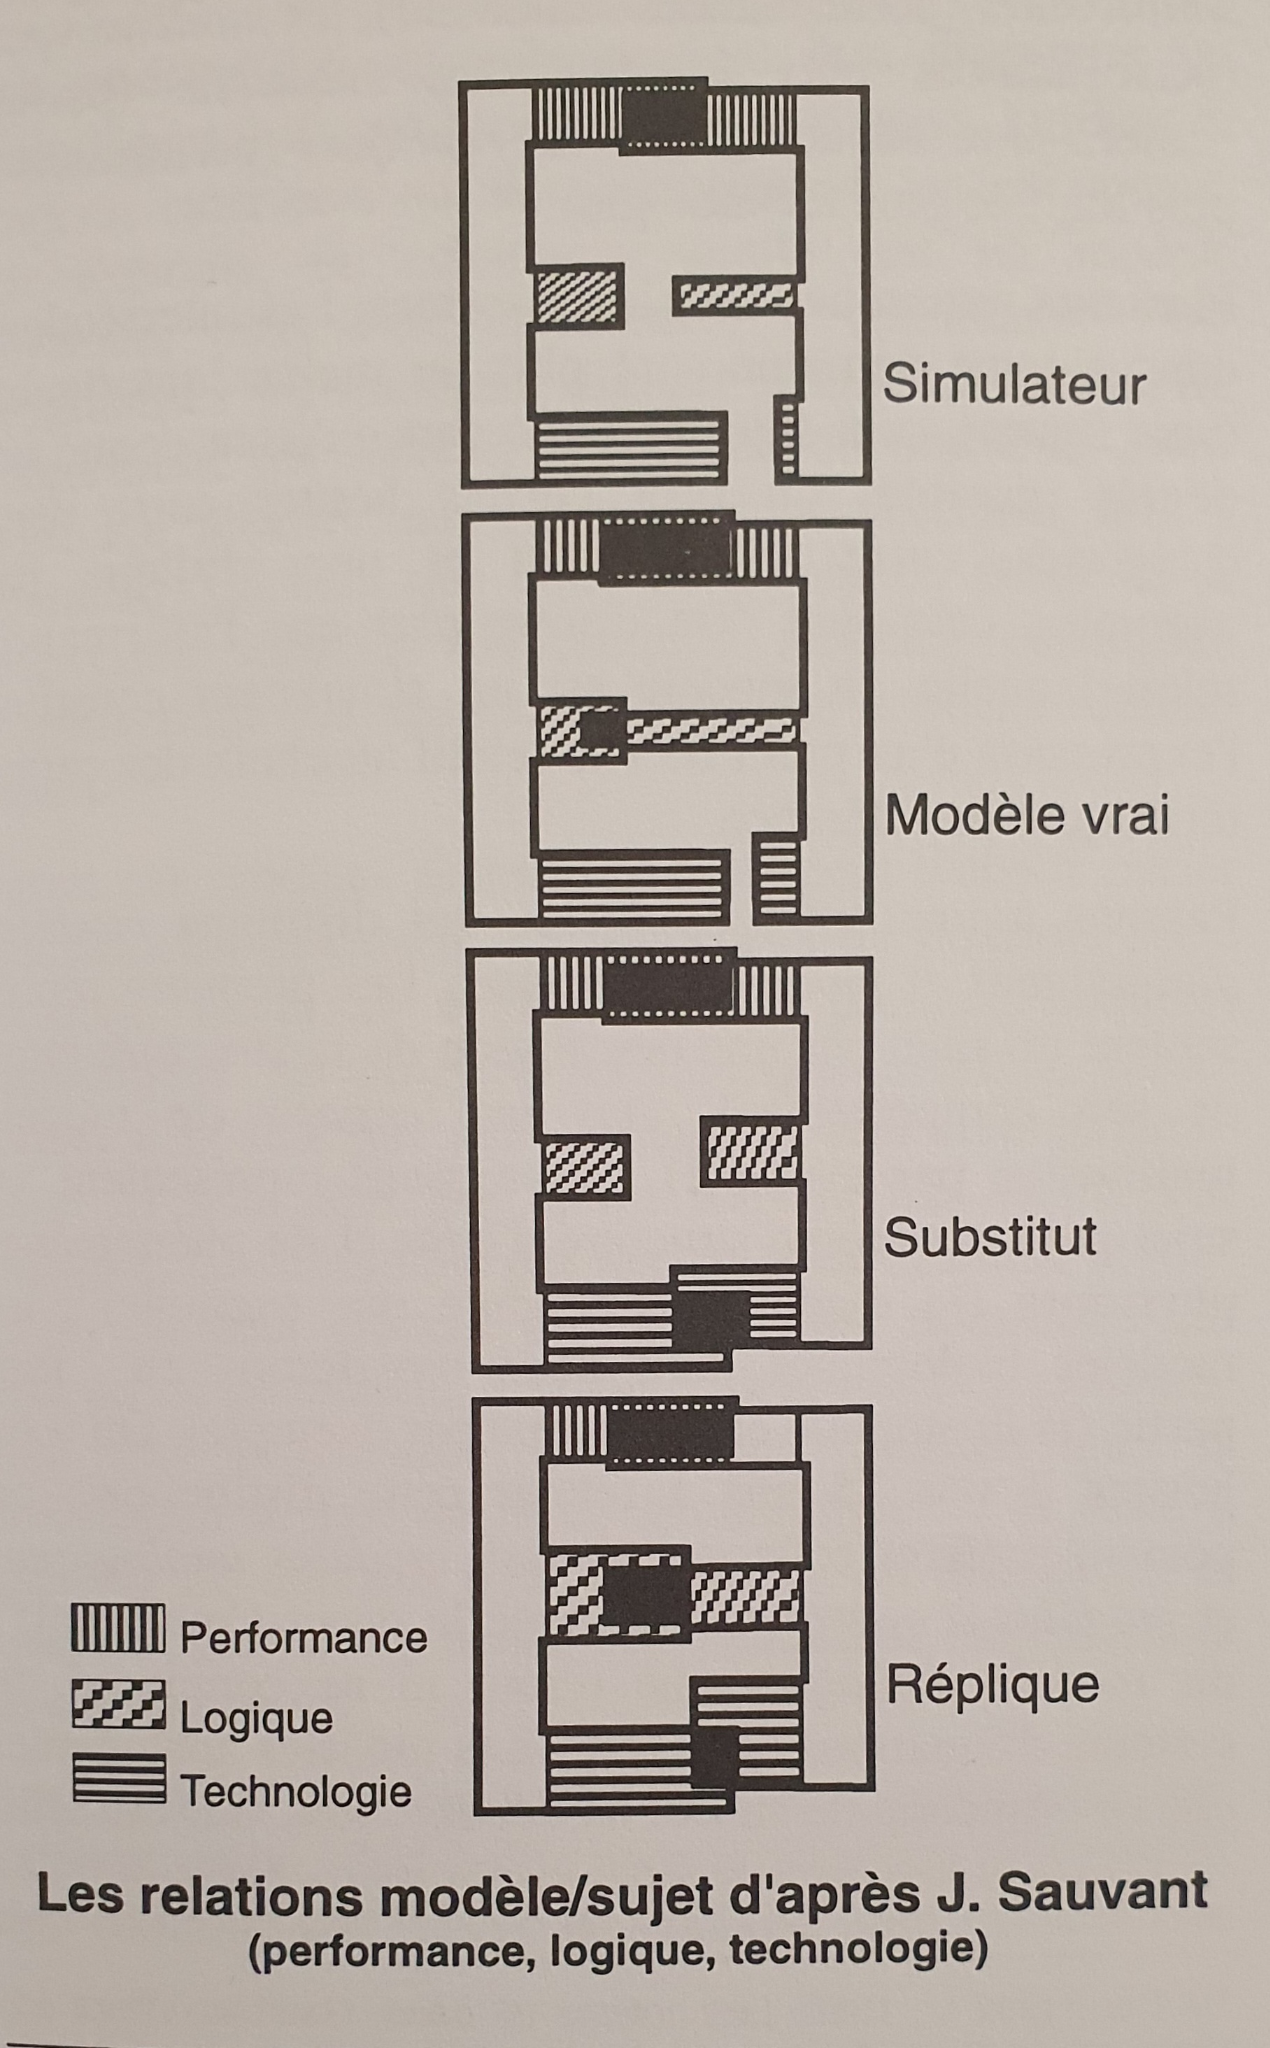 Simulateur
Modèle vrai
Substitut
Réplique
Performance
Logique
Technologie
Les relations modèle/sujet d'après J. Sauvant
(performance, logique, technologie)